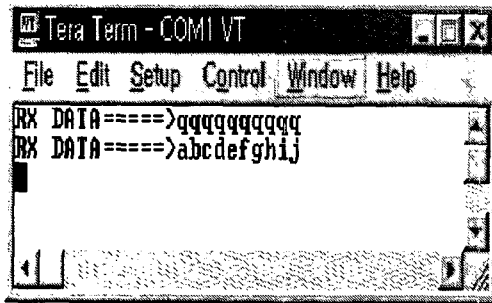 Tera Term - COM1 VT
File Edit Setup Control Window Help
RX DATA=====>qqqqqqqqqq
RX DATA=====>abcdefghij